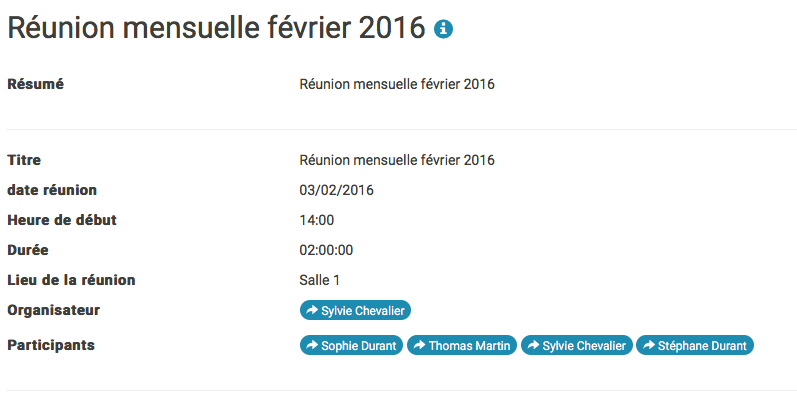 Réunion mensuelle février 2016
Résumé Réunion mensuelle février 2016
Titre Réunion mensuelle février 2016
date réunion 03/02/2016
Heure de début 14:00
Durée 02:00:00
Lieu de la réunion Salle 1
Organisateur Sylvie Chevalier
Participants Sophie Durant Thomas Martin Sylvie Chevalier Stéphane Durant